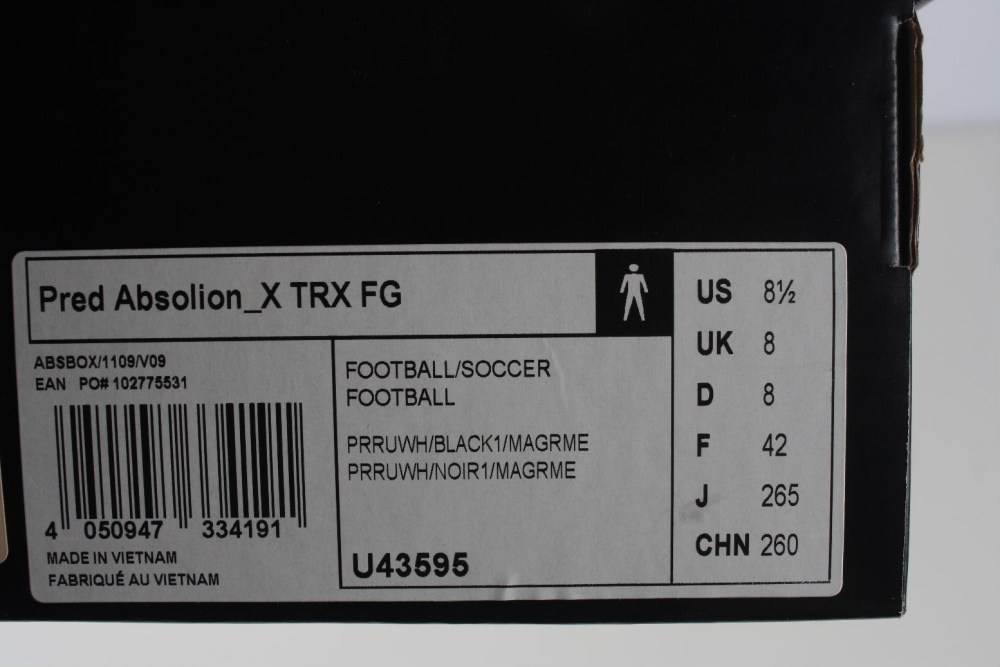 Pred Absolion_X TRX FG
ABSBOX/1109/V09
EAN PO# 102775531
4 050947 334191
MADE IN VIETNAM
FABRIQUÉ AU VIETNAM
FOOTBALL/SOCCER
FOOTBALL
PRRUWH/BLACK1/MAGRME
PRRUWH/NOIR1/MAGRME
U43595
US 8½
UK 8
D 8
F 42
J 265
CHN 260